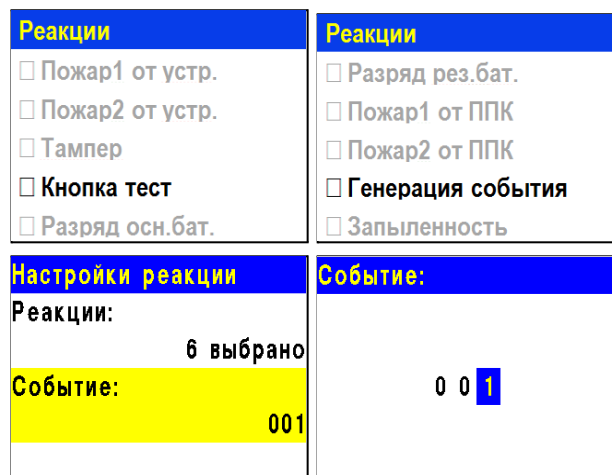 Реакции
Пожар1 от устр.
Пожар2 от устр.
Тампер
Кнопка тест
Разряд осн.бат.
Реакции
Разряд рез.бат.
Пожар1 от ППК
Пожар2 от ППК
Генерация события
Запыленность
Настройки реакции
Реакции:
6 выбрано
Событие:
001
Событие:
0 0 1